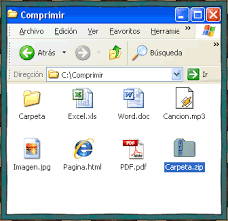 Comprimir
Archivo Edición Ver Favoritos Herramie
Atrás Búsqueda
Dirección C:\Comprimir Ir
Carpeta Excel.xls Word.doc Cancion.mp3
Imagen.jpg Pagina.html PDF.pdf Carpeta.zip